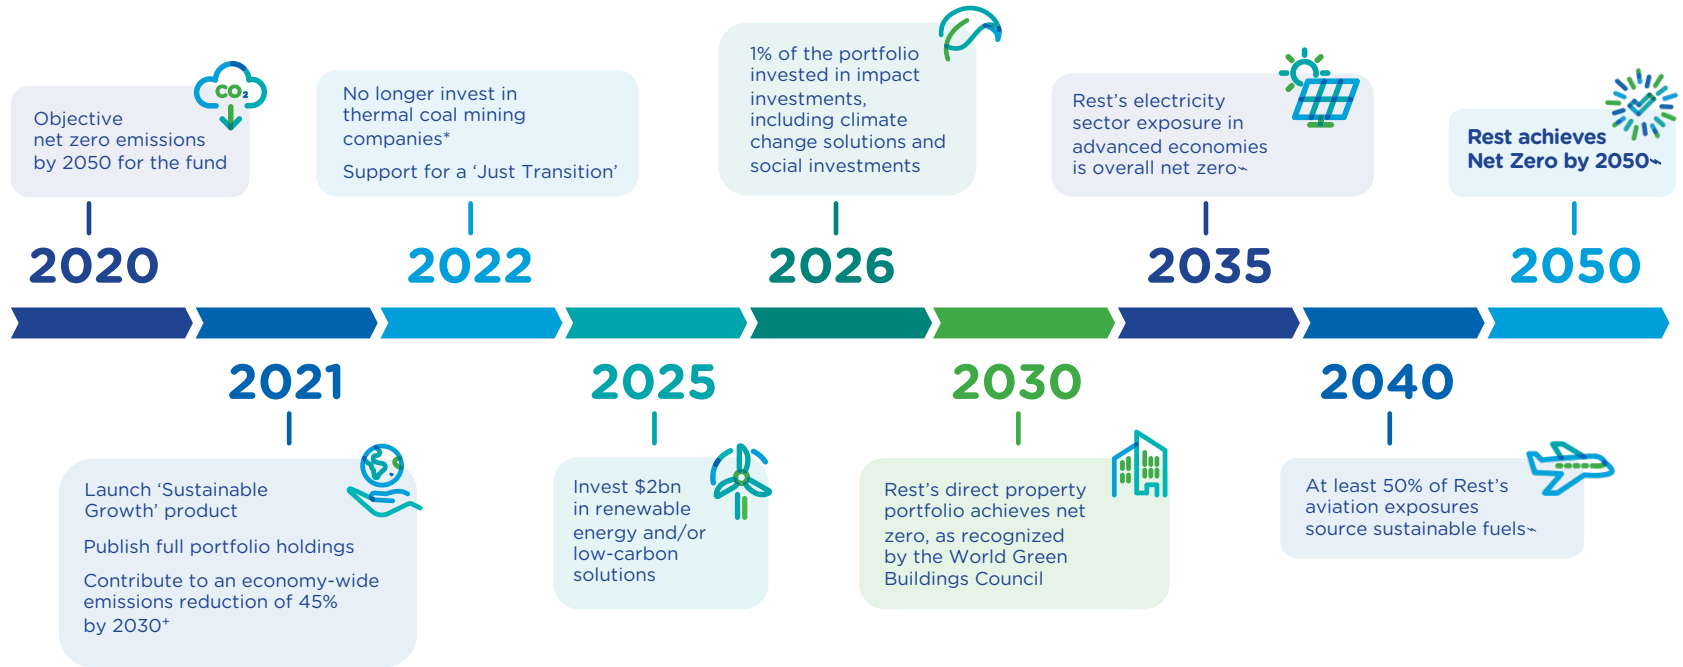 Objective
net zero emissions
by 2050 for the fund
CO₂
2020
No longer invest in
thermal coal mining
companies*
Support for a ‘Just Transition’
2022
1% of the portfolio
invested in impact
investments,
including climate
change solutions and
social investments
2026
Rest’s electricity
sector exposure in
advanced economies
is overall net zero~
2035
Rest achieves
Net Zero by 2050~
2050
2021
Launch ‘Sustainable
Growth’ product
Publish full portfolio holdings
Contribute to an economy-wide
emissions reduction of 45%
by 2030+
2025
Invest $2bn
in renewable
energy and/or
low-carbon
solutions
2030
Rest’s direct property
portfolio achieves net
zero, as recognized
by the World Green
Buildings Council
2040
At least 50% of Rest’s
aviation exposures
source sustainable fuels~